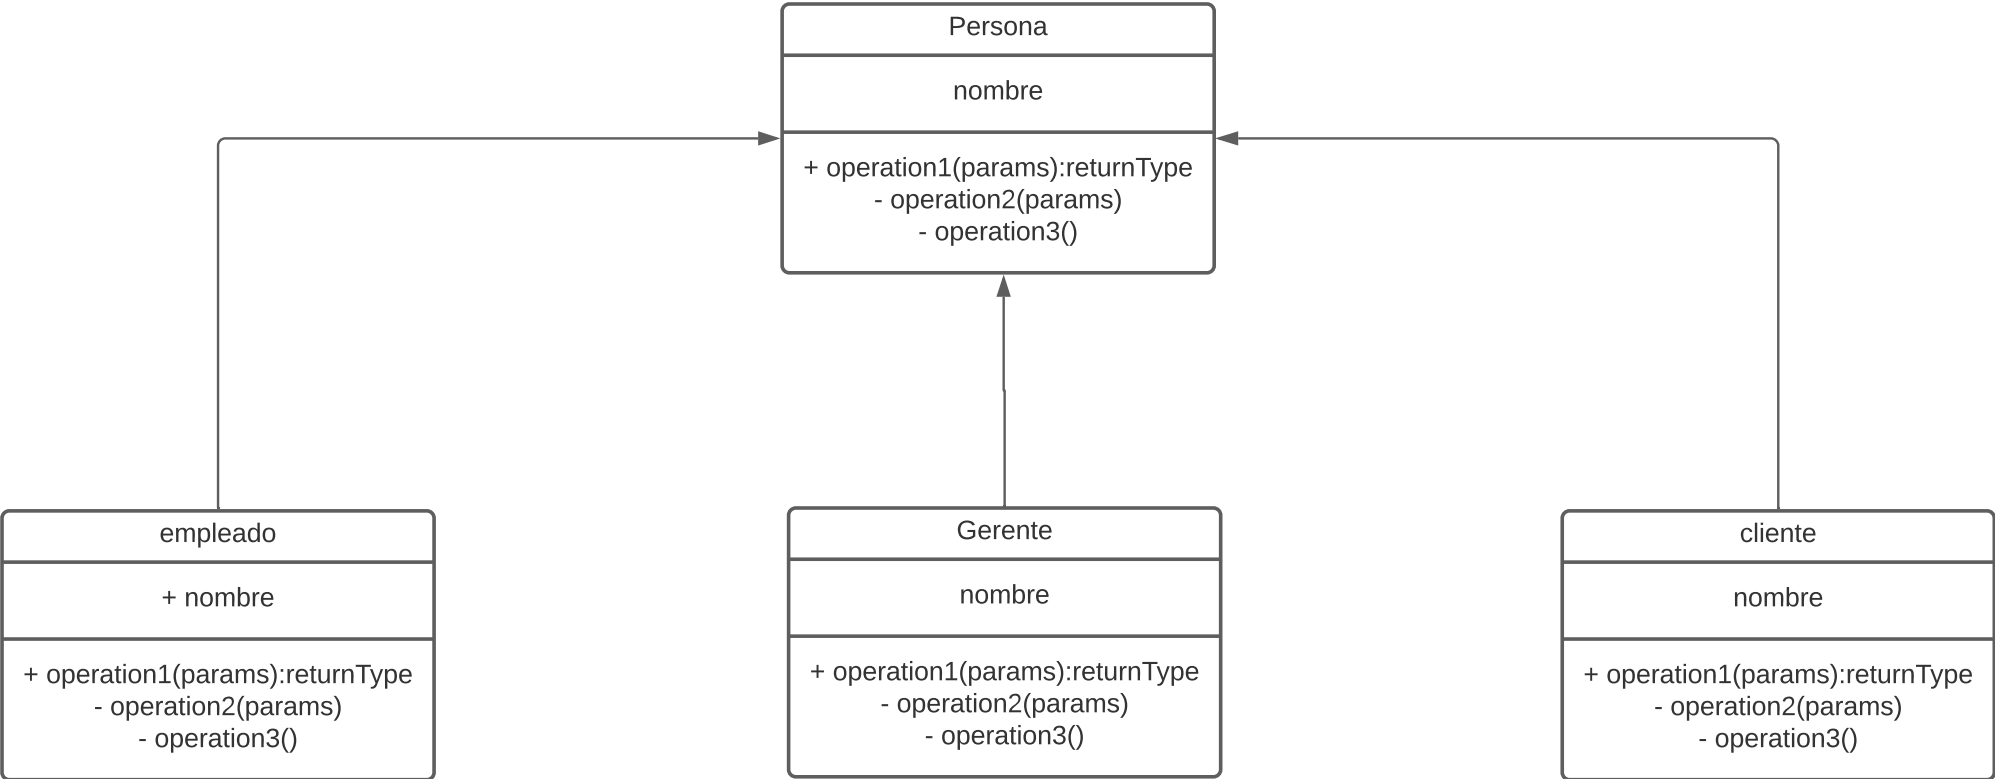 Persona
nombre
+ operation1(params):returnType
- operation2(params)
- operation3()
empleado
+ nombre
+ operation1(params):returnType
- operation2(params)
- operation3()
Gerente
nombre
+ operation1(params):returnType
- operation2(params)
- operation3()
cliente
nombre
+ operation1(params):returnType
- operation2(params)
- operation3()